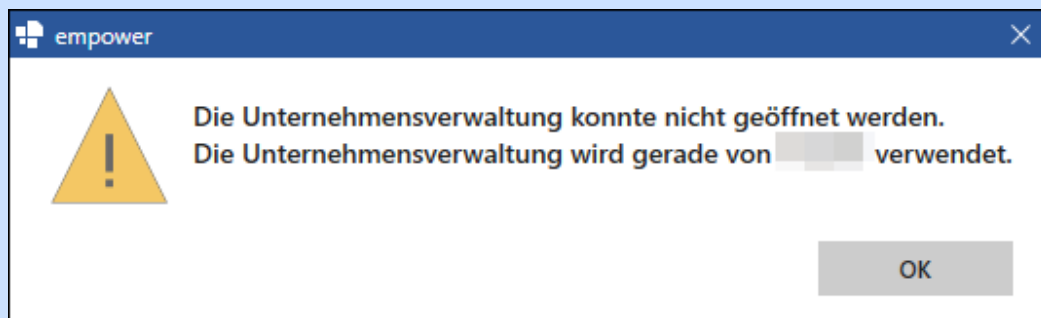 empower
Die Unternehmensverwaltung konnte nicht geöffnet werden.
Die Unternehmensverwaltung wird gerade von verwendet.
OK